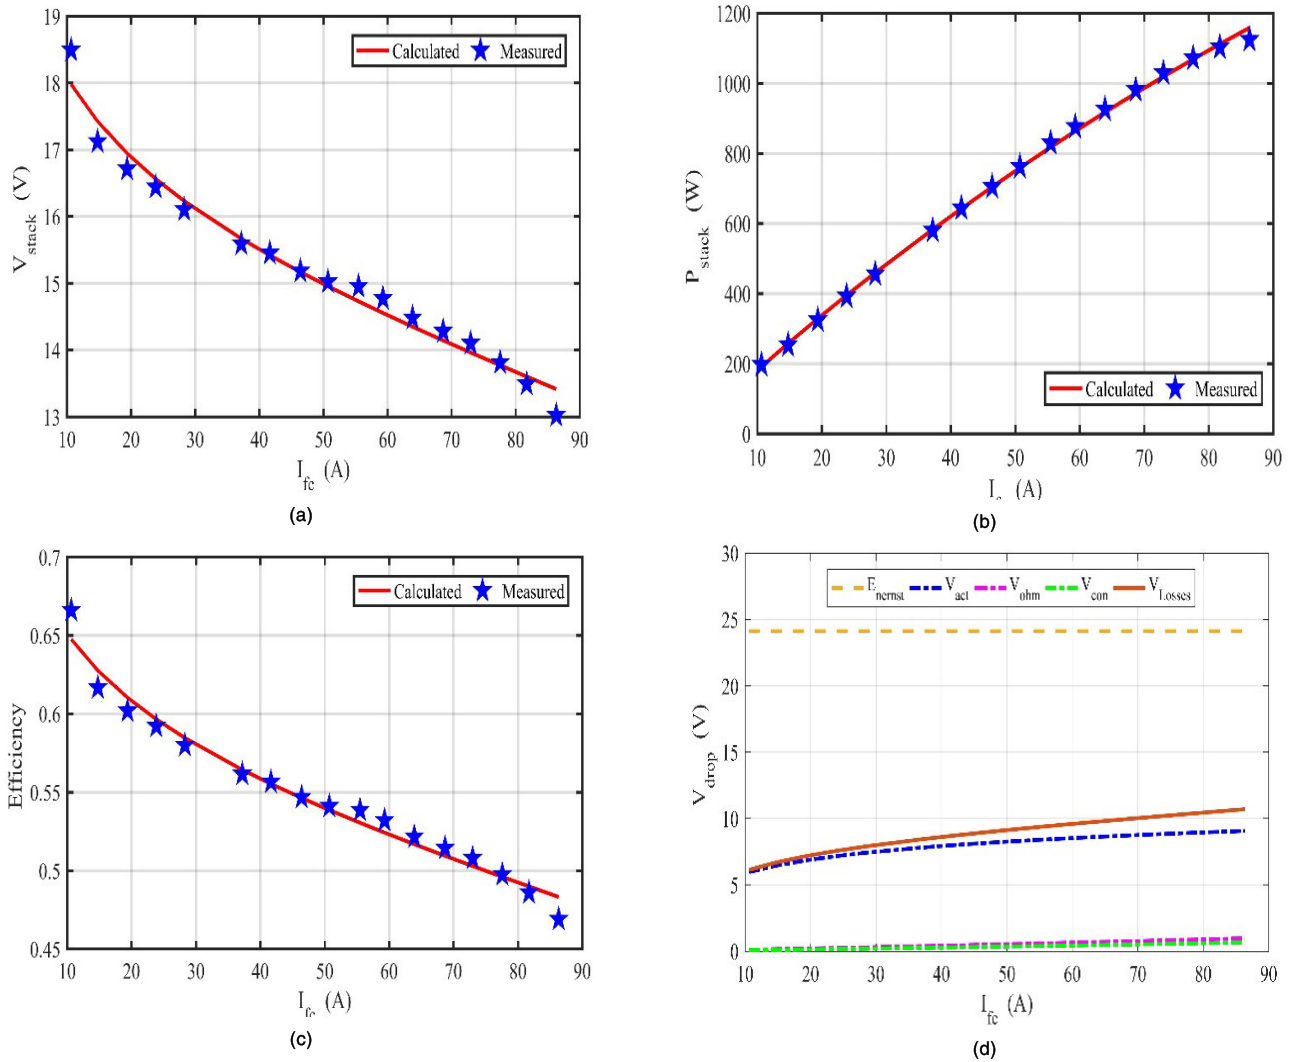 19
18
17
16
15
14
13
V stack (V)
Calculated Measured
10 20 30 40 50 60 70 80 90
I fc (A)
(a)
1200
1000
800
600
400
200
0
P stack (W)
Calculated Measured
10 20 30 40 50 60 70 80 90
(A)
(b)
0.7
0.65
0.6
0.55
0.5
0.45
Efficiency
Calculated Measured
10 20 30 40 50 60 70 80 90
I fc (A)
(c)
30
25
20
15
10
5
0
V drop (V)
E nernst V act V ohm V con V Losses
10 20 30 40 50 60 70 80 90
I fc (A)
(d)